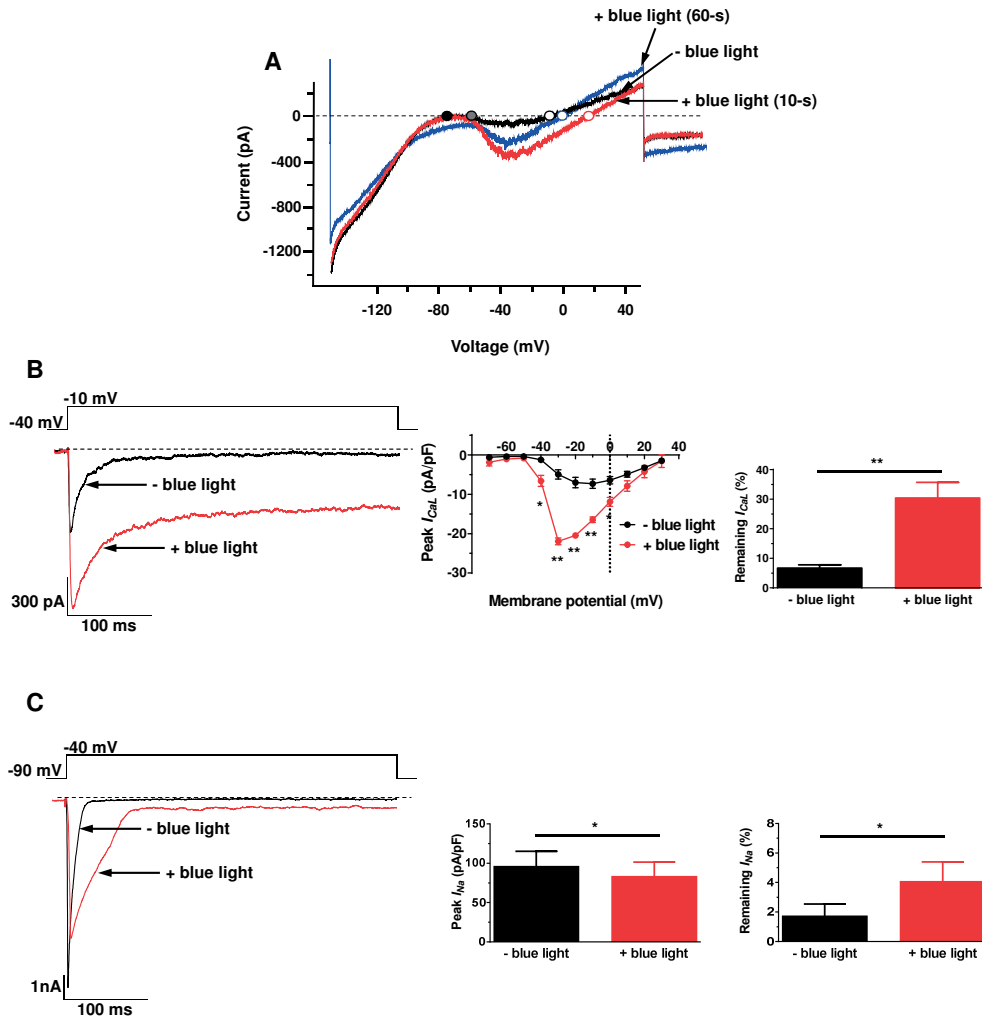 A
+ blue light (60-s)
- blue light
+ blue light (10-s)
Current (pA)
0
-400
-800
-1200
-120
-80
-40
0
40
Voltage (mV)
B
-10 mV
-40 mV
- blue light
+ blue light
300 pA
100 ms
-60 -40 -20 0 20 40
0
-10
-20
-30
Peak ICaL (pA/pF)
*
**
**
**
*
- blue light
+ blue light
Membrane potential (mV)
Remaining ICaL (%)
40
30
20
10
0
**
- blue light
+ blue light
C
-40 mV
-90 mV
- blue light
+ blue light
1nA
100 ms
Peak INa (pA/pF)
150
100
50
0
*
- blue light
+ blue light
Remaining INa (%)
8
6
4
2
0
*
- blue light
+ blue light